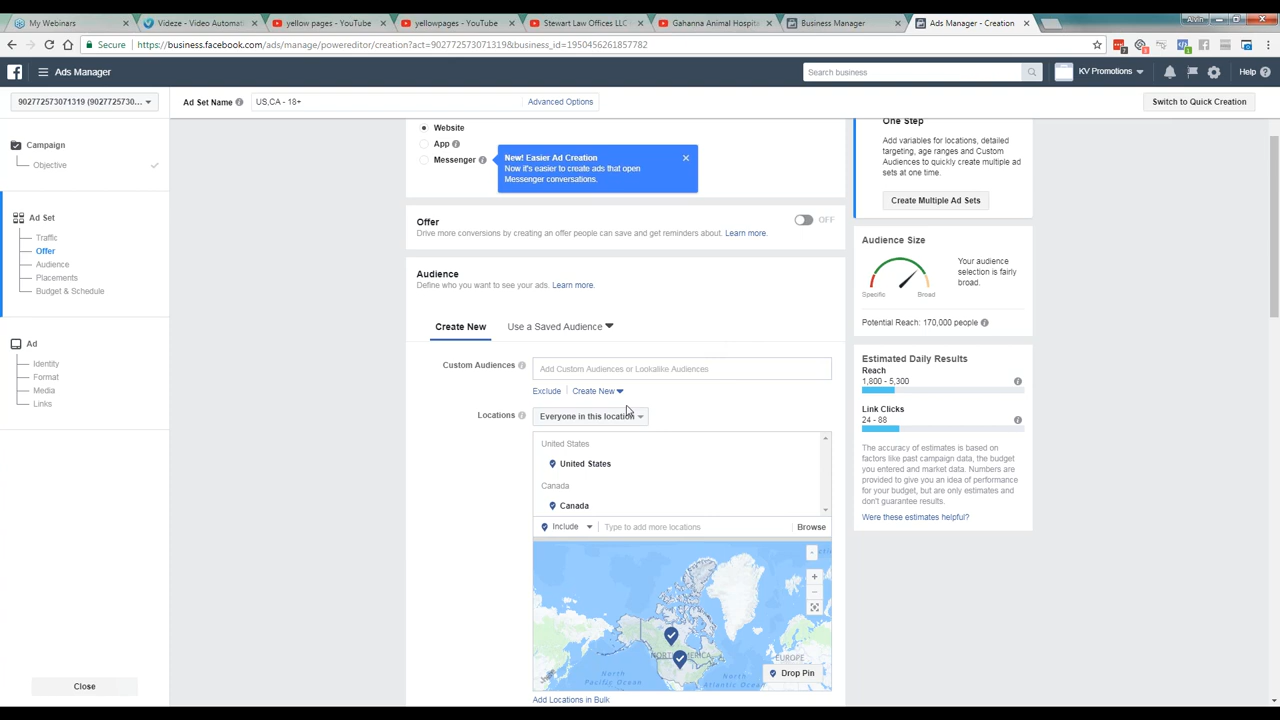 My Webinars
Videze - Video Automat
yellow pages - YouTube
yellowpages - YouTube
Stewart Law Offices LLC
Gahanna Animal Hospita
Business Manager
Ads Manager - Creation
Alvin
Secure
https://business.facebook.com/ads/manage/powereditor/creation?act=902772573071319&business_id=1950456261857782
Ads Manager
Search business
KV Promotions
Help
902772573071319 (9027725730...
Ad Set Name
US,CA - 18+
Advanced Options
Switch to Quick Creation
Campaign
Objective
Ad Set
Traffic
Offer
Audience
Placements
Budget & Schedule
Ad
Identity
Format
Media
Links
Close
Website
App
Messenger
New! Easier Ad Creation
Now it's easier to create ads that open
Messenger conversations.
Offer
OFF
Drive more conversions by creating an offer people can save and get reminders about. Learn more.
Audience
Define who you want to see your ads. Learn more.
Create New
Use a Saved Audience
Custom Audiences
Add Custom Audiences or Lookalike Audiences
Exclude
Create New
Locations
Everyone in this location
United States
United States
Canada
Canada
Include
Type to add more locations
Browse
NORTH AMERICA
EUROPE
North
Pacific Ocean
North
Atlantic Ocean
Drop Pin
Add Locations in Bulk
One Step
Add variables for locations, detailed
targeting, age ranges and Custom
Audiences to quickly create multiple ad
sets at one time.
Create Multiple Ad Sets
Audience Size
Your audience
selection is fairly
broad.
Specific
Broad
Potential Reach: 170,000 people
Estimated Daily Results
Reach
1,800 - 5,300
Link Clicks
24 - 88
The accuracy of estimates is based on
factors like past campaign data, the budget
you entered and market data. Numbers are
provided to give you an idea of performance
for your budget, but are only estimates and
don't guarantee results.
Were these estimates helpful?